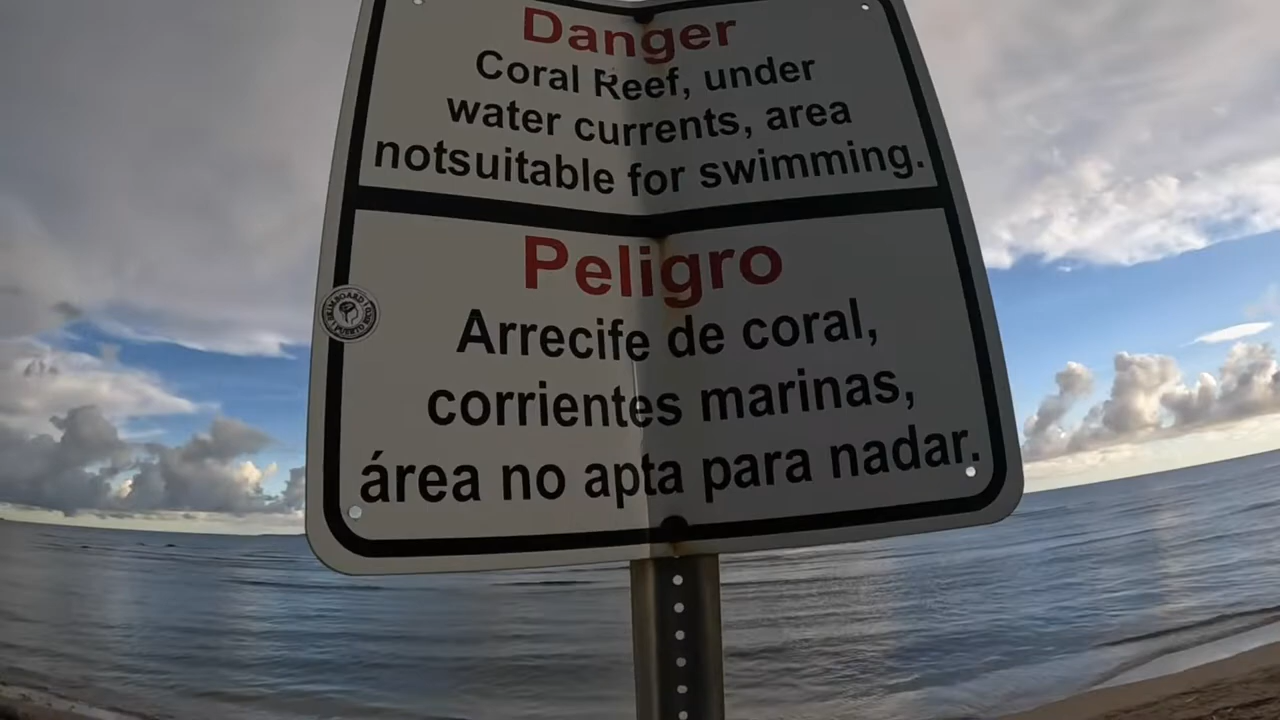 Danger
Coral Reef, under
water currents, area
notsuitable for swimming.
Peligro
Arrecife de coral,
corrientes marinas,
área no apta para nadar.